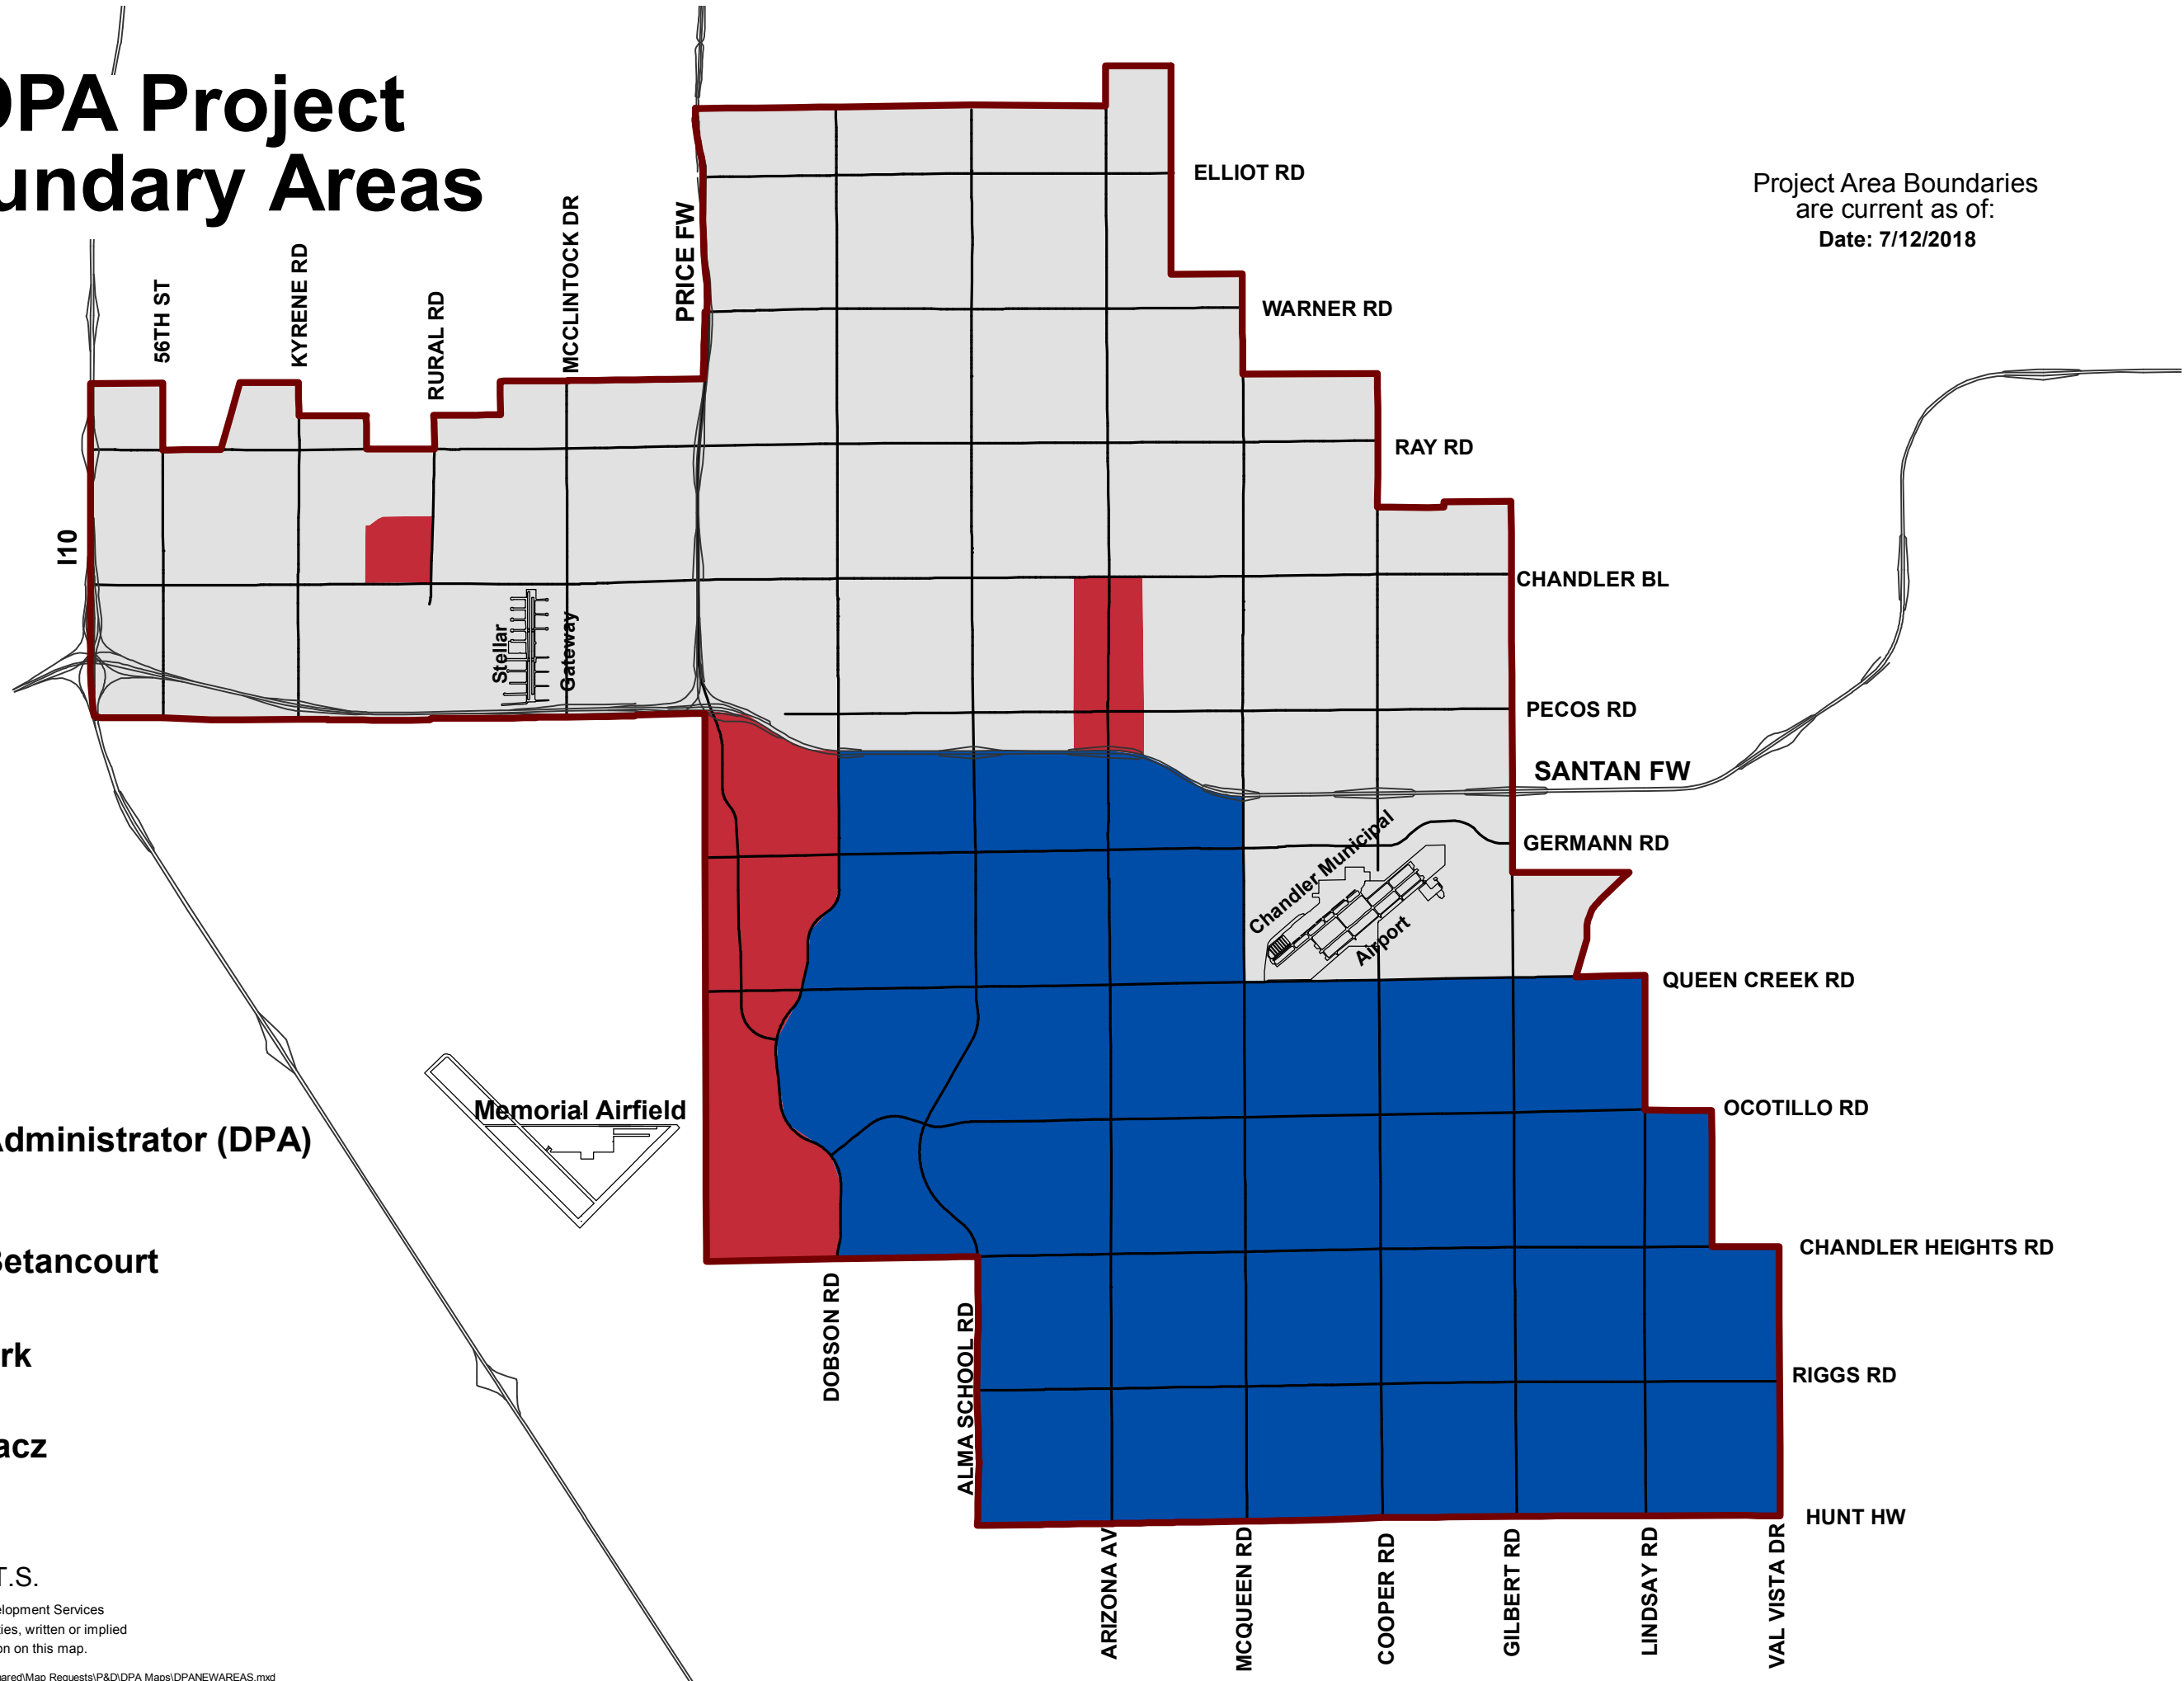 DPA Project
undary Areas
Project Area Boundaries
are current as of:
Date: 7/12/2018
ELLIOT RD
WARNER RD
RAY RD
CHANDLER BL
PECOS RD
SANTAN FW
GERMANN RD
QUEEN CREEK RD
OCOTILLO RD
CHANDLER HEIGHTS RD
RIGGS RD
HUNT HW
I10
56TH ST
KYRENE RD
RURAL RD
MCCLINTOCK DR
PRICE FW
Stellar
Gateway
Chandler Municipal
Airport
Memorial Airfield
Administrator (DPA)
Betancourt
rk
acz
DOBSON RD
ALMA SCHOOL RD
ARIZONA AV
MCQUEEN RD
COOPER RD
GILBERT RD
LINDSAY RD
VAL VISTA DR
T.S.
elopment Services
ties, written or implied
on on this map.
hared\Map Requests\P&D\DPA Maps\DPANEWAREAS.mxd